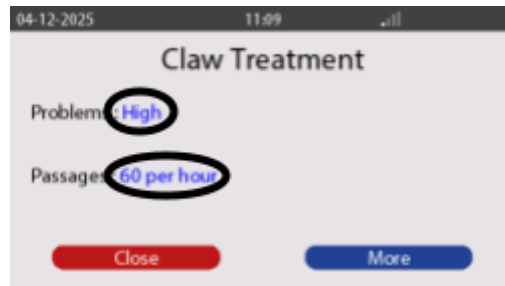 04-12-2025 11:09
Claw Treatment
Problems: High
Passages: 60 per hour
Close More